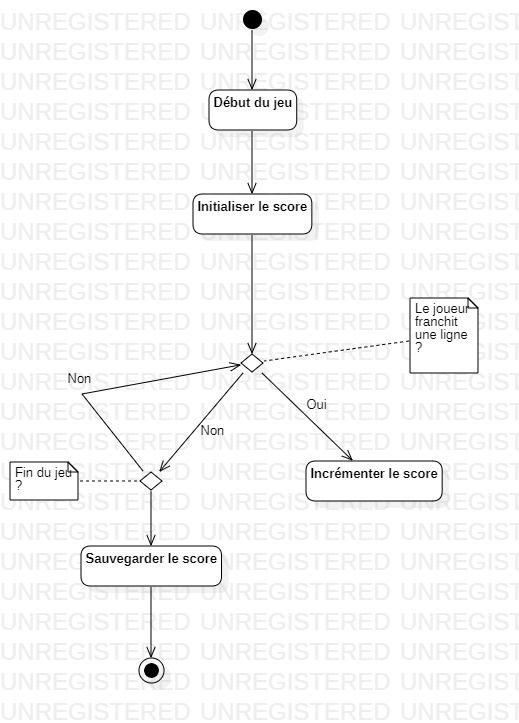 Début du jeu
Initialiser le score
Le joueur
franchit
une ligne
?
Non
Oui
Non
Fin du jeu
?
Incrémenter le score
Sauvegarder le score
UNREGISTERED UNREGISTERED UNREGIST